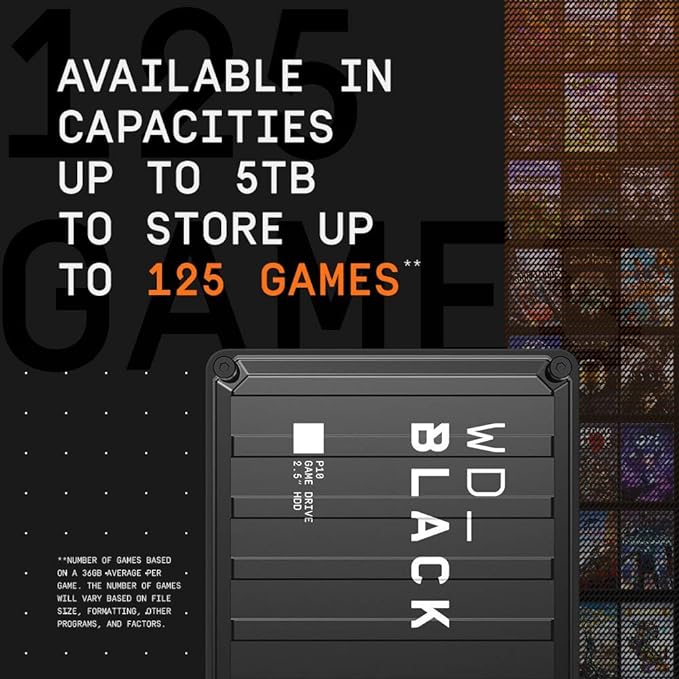 125
GAMES
AVAILABLE IN
CAPACITIES
UP TO 5TB
TO STORE UP
TO 125 GAMES**
WD_
BLACK
P10
GAME DRIVE
2.5" HDD
**NUMBER OF GAMES BASED
ON A 36GB AVERAGE PER
GAME. THE NUMBER OF GAMES
WILL VARY BASED ON FILE
SIZE, FORMATTING, OTHER
PROGRAMS, AND FACTORS.